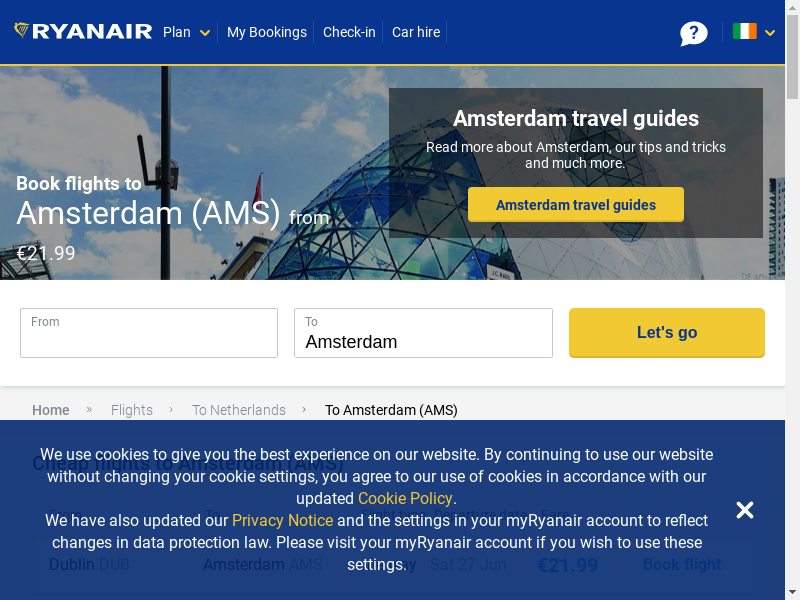 RYANAIR Plan My Bookings Check-in Car hire ?
Amsterdam travel guides
Read more about Amsterdam, our tips and tricks
and much more.
Amsterdam travel guides
Book flights to
Amsterdam (AMS) from
€21.99
From
To
Amsterdam
Let's go
Home » Flights › To Netherlands › To Amsterdam (AMS)
Cheap flights to Amsterdam (AMS)
We use cookies to give you the best experience on our website. By continuing to use our website
without changing your cookie settings, you agree to our use of cookies in accordance with our
updated Cookie Policy.
We have also updated our Privacy Notice and the settings in your myRyanair account to reflect
changes in data protection law. Please visit your myRyanair account if you wish to use these
settings.
Dublin DUB Amsterdam AMS Sat 27 Jun €21.99 Book flight